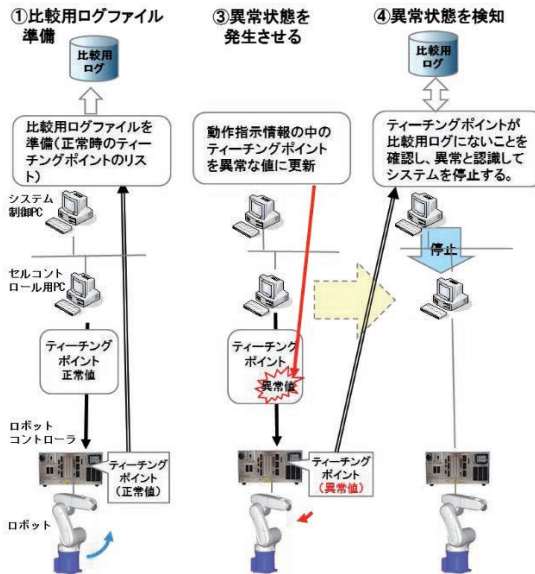 ①比較用ログファイル
準備
比較用
ログ
比較用ログファイルを
準備(正常時のティー
チングポイントのリス
ト)
システム
制御PC
セルコント
ロール用PC
ティーチング
ポイント
正常値
ロボット
コントローラ
ティーチング
ポイント
(正常値)
ロボット
③異常状態を
発生させる
動作指示情報の中の
ティーチングポイント
を異常な値に更新
ティーチング
ポイント
異常値
ティーチング
ポイント
(異常値)
④異常状態を検知
比較用
ログ
ティーチングポイントが
比較用ログにないことを
確認し、異常と認識して
システムを停止する。
停止